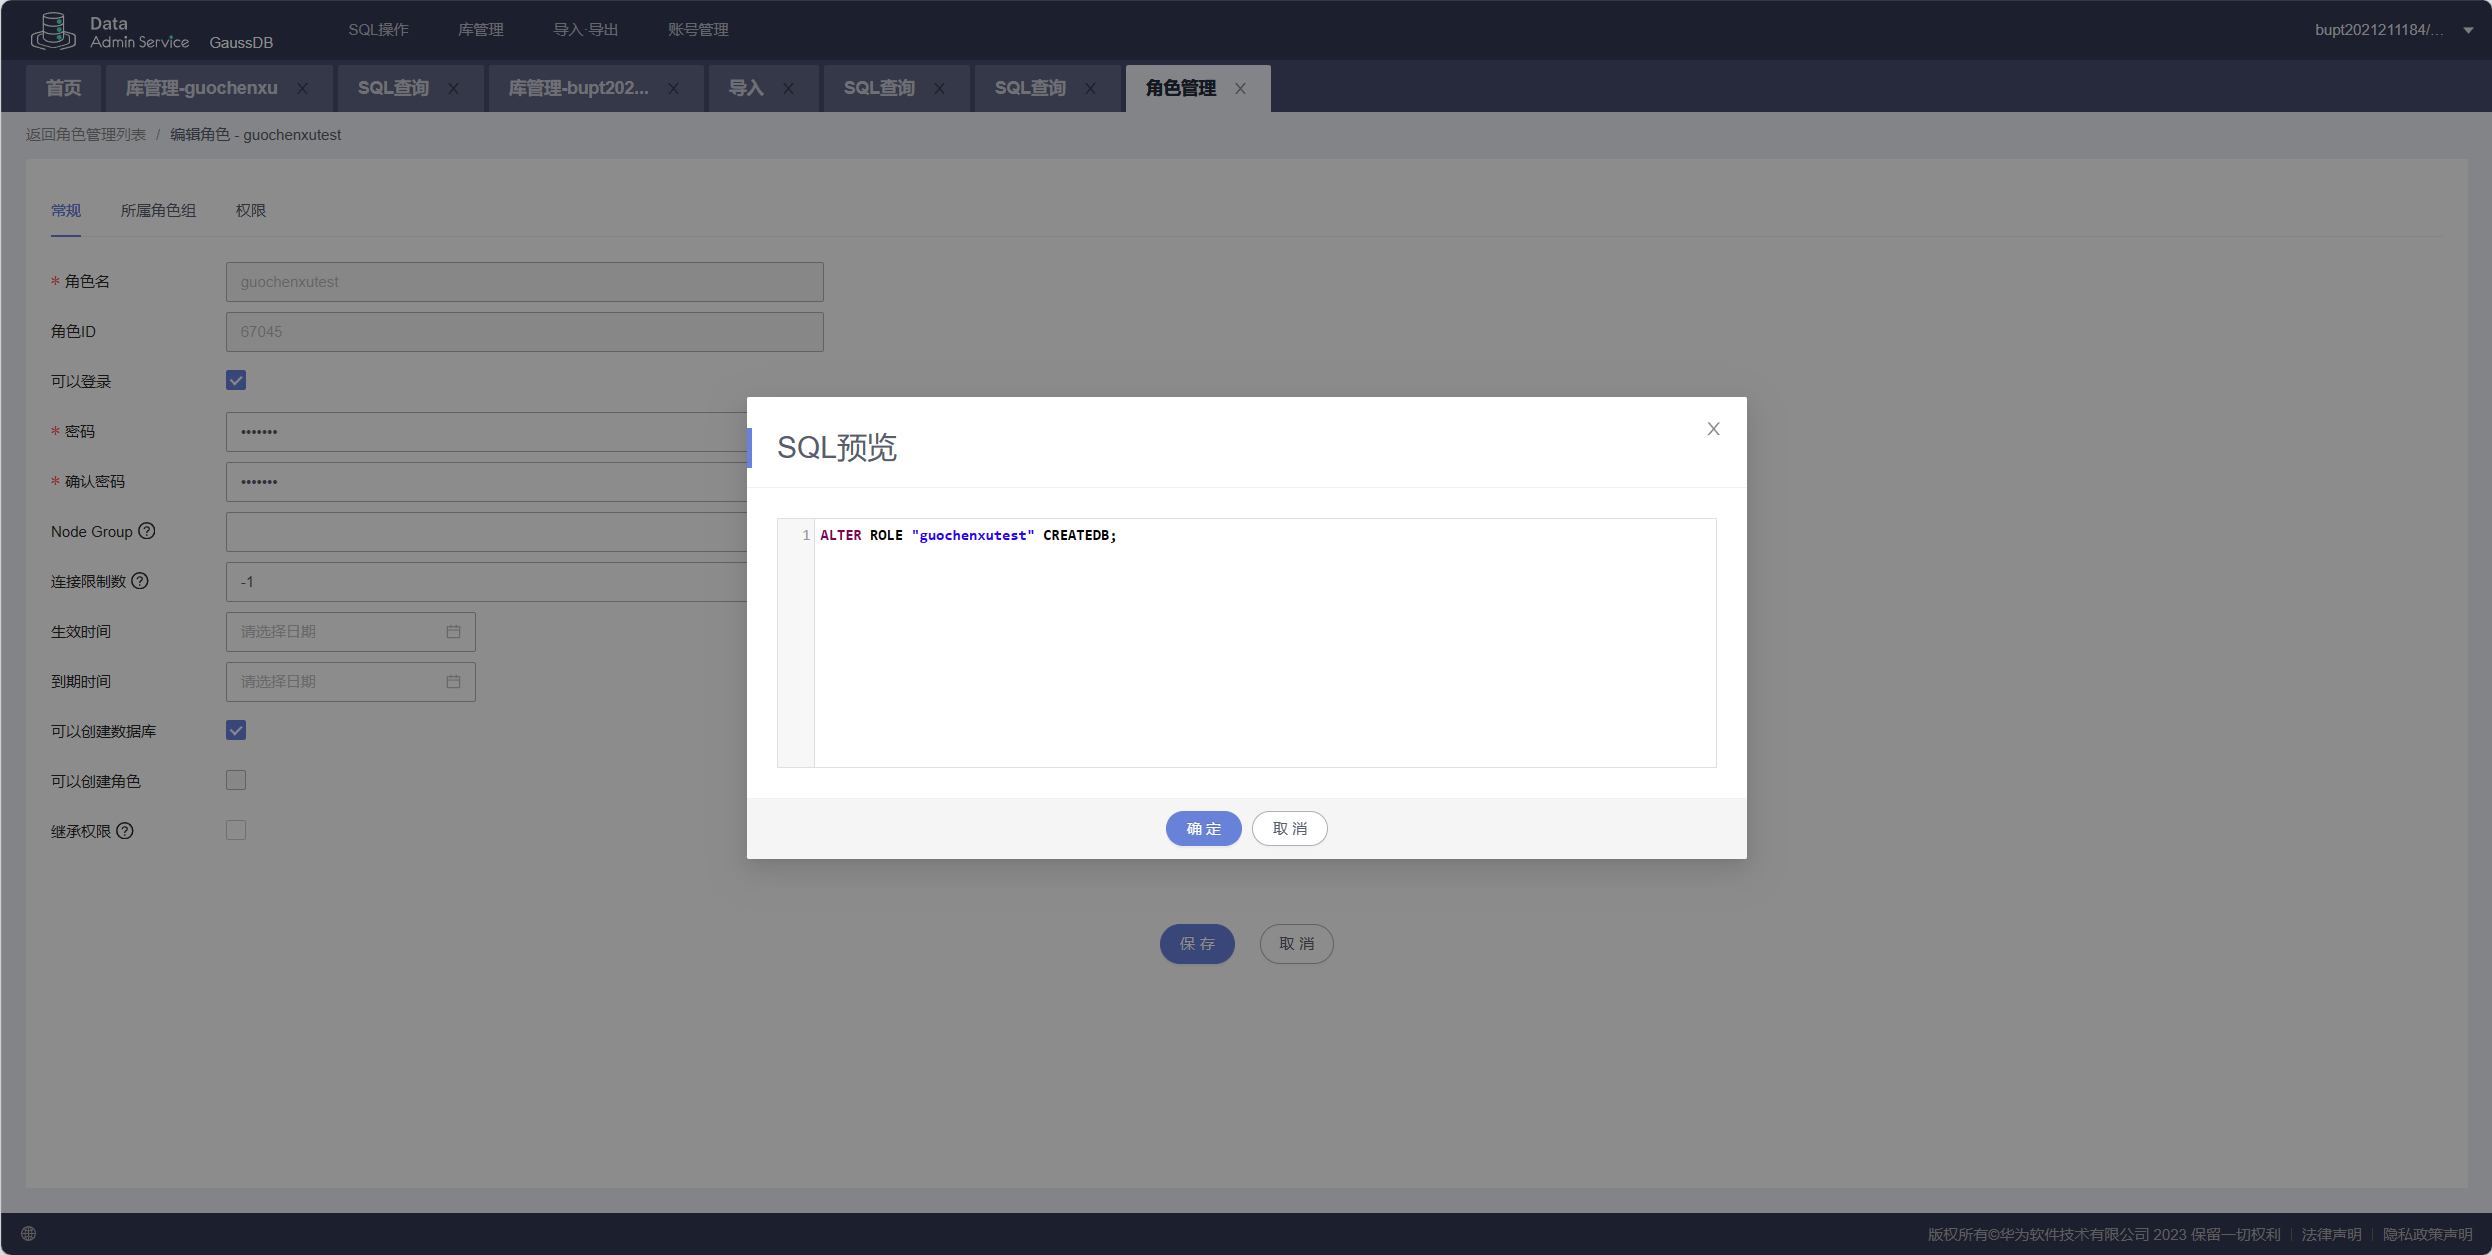 Data
Admin Service GaussDB SQL操作 库管理 导入·导出 账号管理 bupt2021211184/...
首页 库管理-guochenxu SQL查询 库管理-bupt202... 导入 SQL查询 SQL查询 角色管理
返回角色管理列表 / 编辑角色 - guochenxutest
常规 所属角色组 权限
* 角色名 guochenxutest
角色ID 67045
可以登录
* 密码 •••••••
* 确认密码 •••••••
Node Group ?
连接限制数 ? -1
生效时间 请选择日期
到期时间 请选择日期
可以创建数据库
可以创建角色
继承权限 ?
SQL预览
1 ALTER ROLE "guochenxutest" CREATEDB;
确 定 取 消
保 存 取 消
版权所有©华为软件技术有限公司 2023 保留一切权利 | 法律声明 | 隐私政策声明